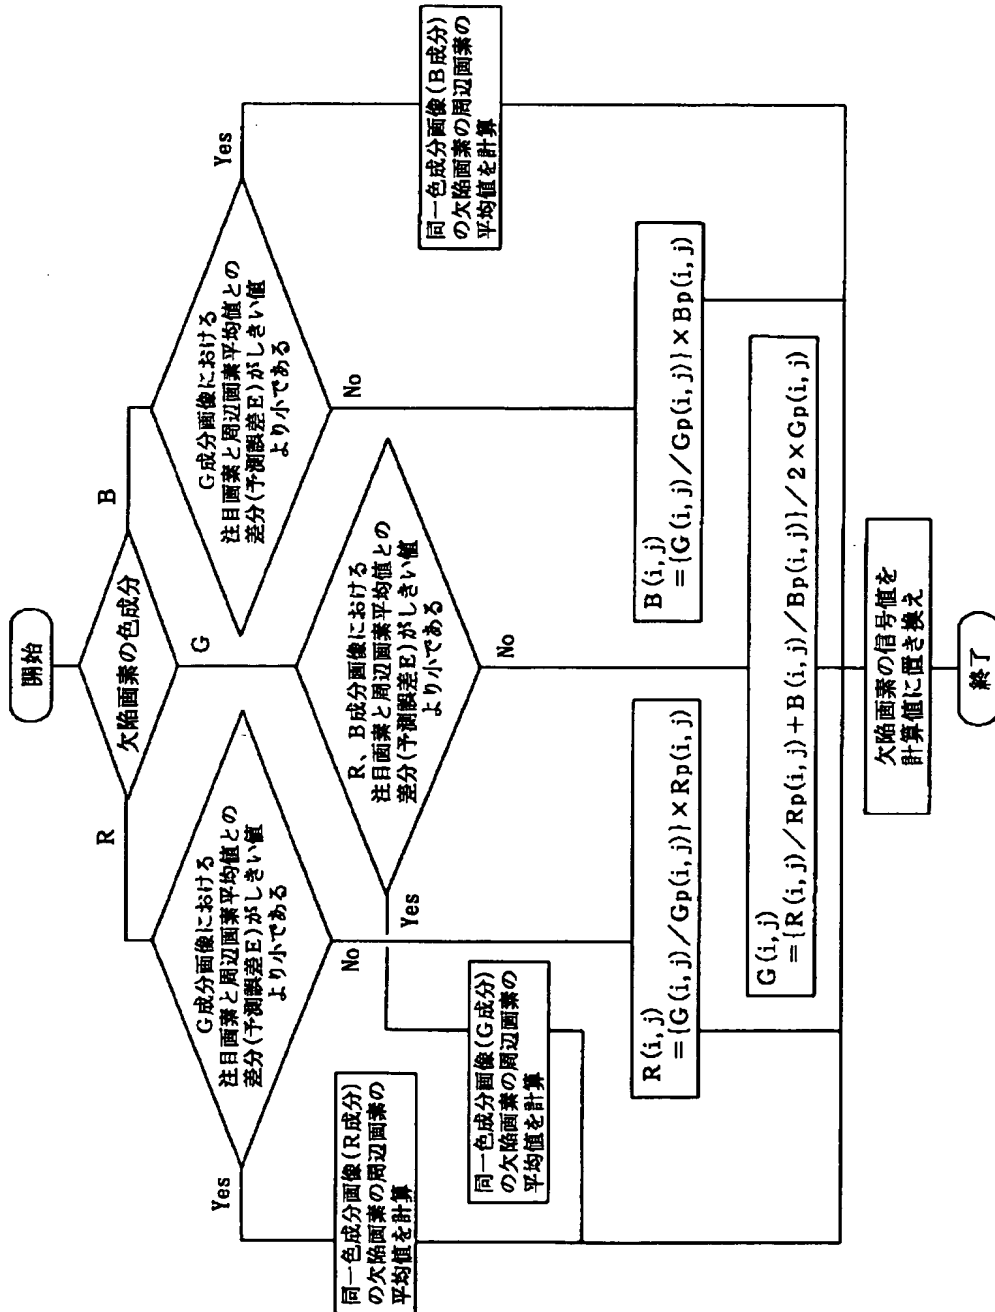 開始
欠陥画素の色成分
R
G
B
G成分画像における
注目画素と周辺画素平均値との
差分(予測誤差E)がしきい値
より小である
Yes
No
R、B成分画像における
注目画素と周辺画素平均値との
差分(予測誤差E)がしきい値
より小である
Yes
No
G成分画像における
注目画素と周辺画素平均値との
差分(予測誤差E)がしきい値
より小である
Yes
No
同一色成分画像(R成分)
の欠陥画素の周辺画素の
平均値を計算
同一色成分画像(G成分)
の欠陥画素の周辺画素の
平均値を計算
同一色成分画像(B成分)
の欠陥画素の周辺画素の
平均値を計算
R(i,j)
={G(i,j)/Gp(i,j)}×Rp(i,j)
B(i,j)
={G(i,j)/Gp(i,j)}×Bp(i,j)
G(i,j)
={R(i,j)/Rp(i,j)+B(i,j)/Bp(i,j)}/2×Gp(i,j)
欠陥画素の信号値を
計算値に置き換え
終了